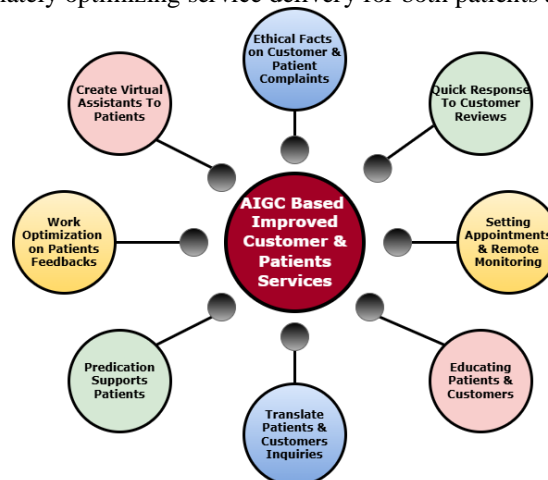 nately optimizing service delivery for both patients
Ethical Facts
on Customer &
Patient
Complaints
Create Virtual
Assistants To
Patients
Quick Response
To Customer
Reviews
AIGC Based
Improved
Customer &
Patients
Services
Work
Optimization
on Patients
Feedbacks
Setting
Appointments
& Remote
Monitoring
Predication
Supports
Patients
Educating
Patients &
Customers
Translate
Patients &
Customers
Inquiries